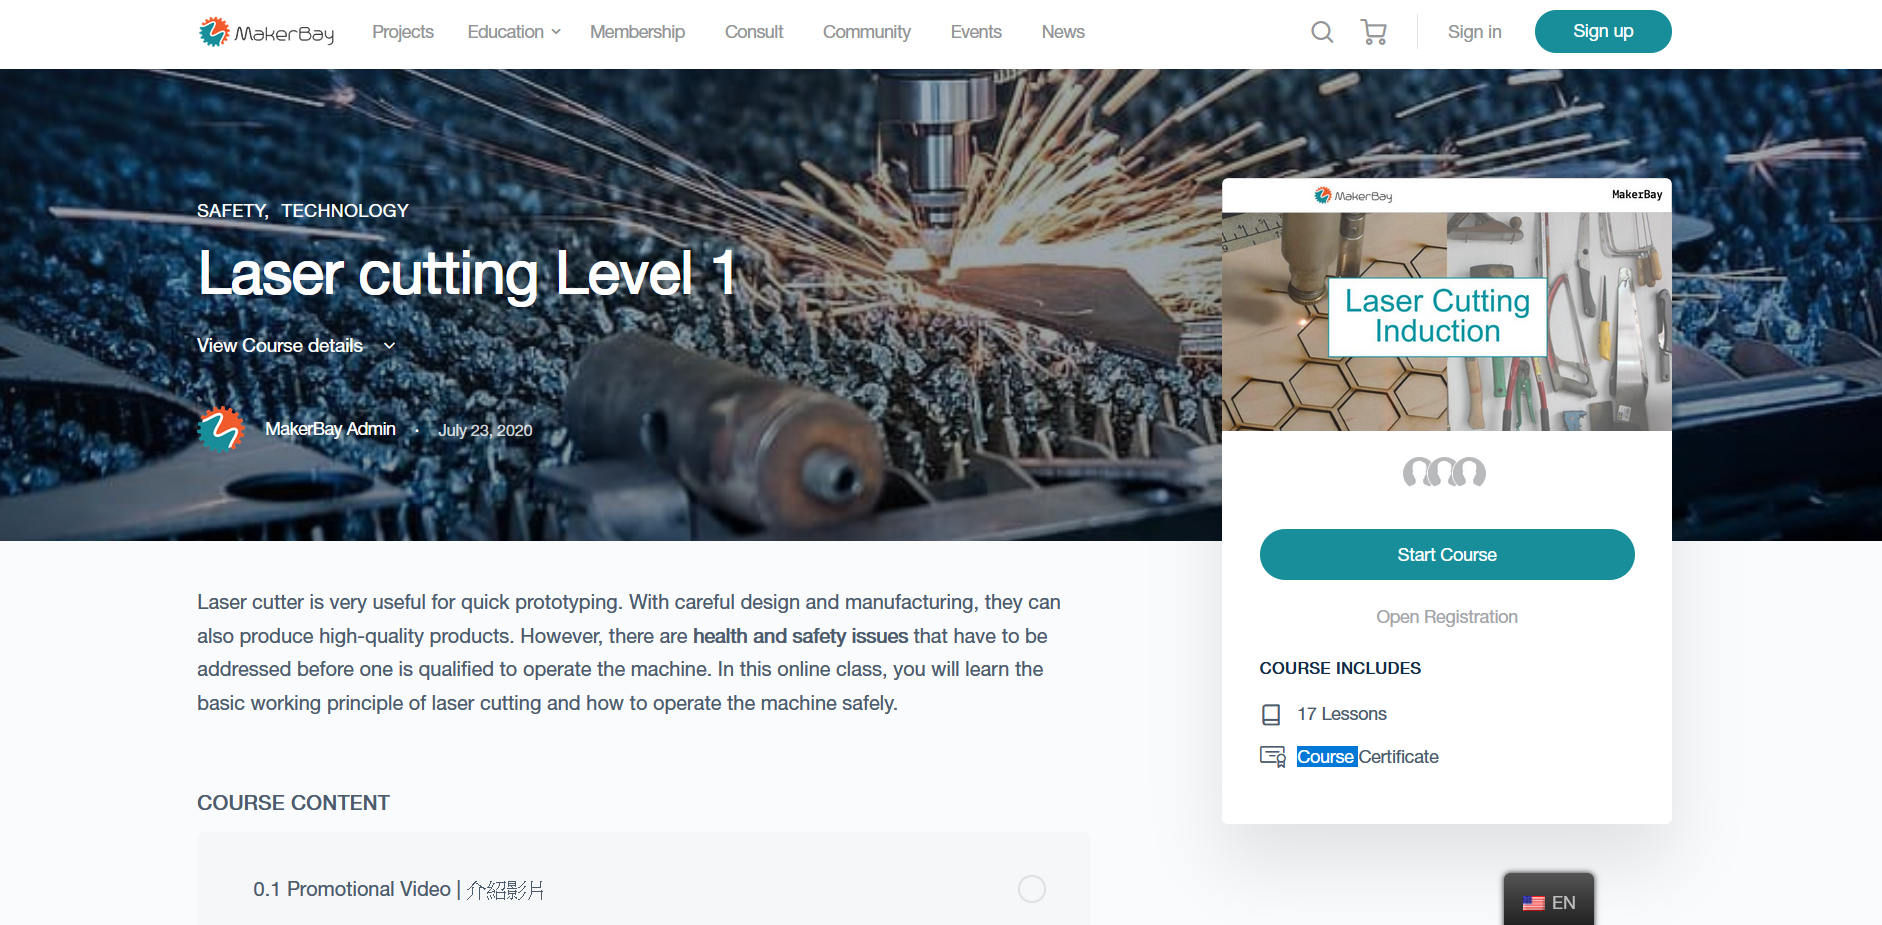 MakerBay
Projects
Education
Membership
Consult
Community
Events
News
Sign in
Sign up
SAFETY, TECHNOLOGY
Laser cutting Level 1
View Course details
MakerBay Admin · July 23, 2020
MakerBay
MakerBay
Laser Cutting
Induction
Start Course
Open Registration
COURSE INCLUDES
17 Lessons
Course Certificate
Laser cutter is very useful for quick prototyping. With careful design and manufacturing, they can
also produce high-quality products. However, there are health and safety issues that have to be
addressed before one is qualified to operate the machine. In this online class, you will learn the
basic working principle of laser cutting and how to operate the machine safely.
COURSE CONTENT
0.1 Promotional Video | 介紹影片
EN